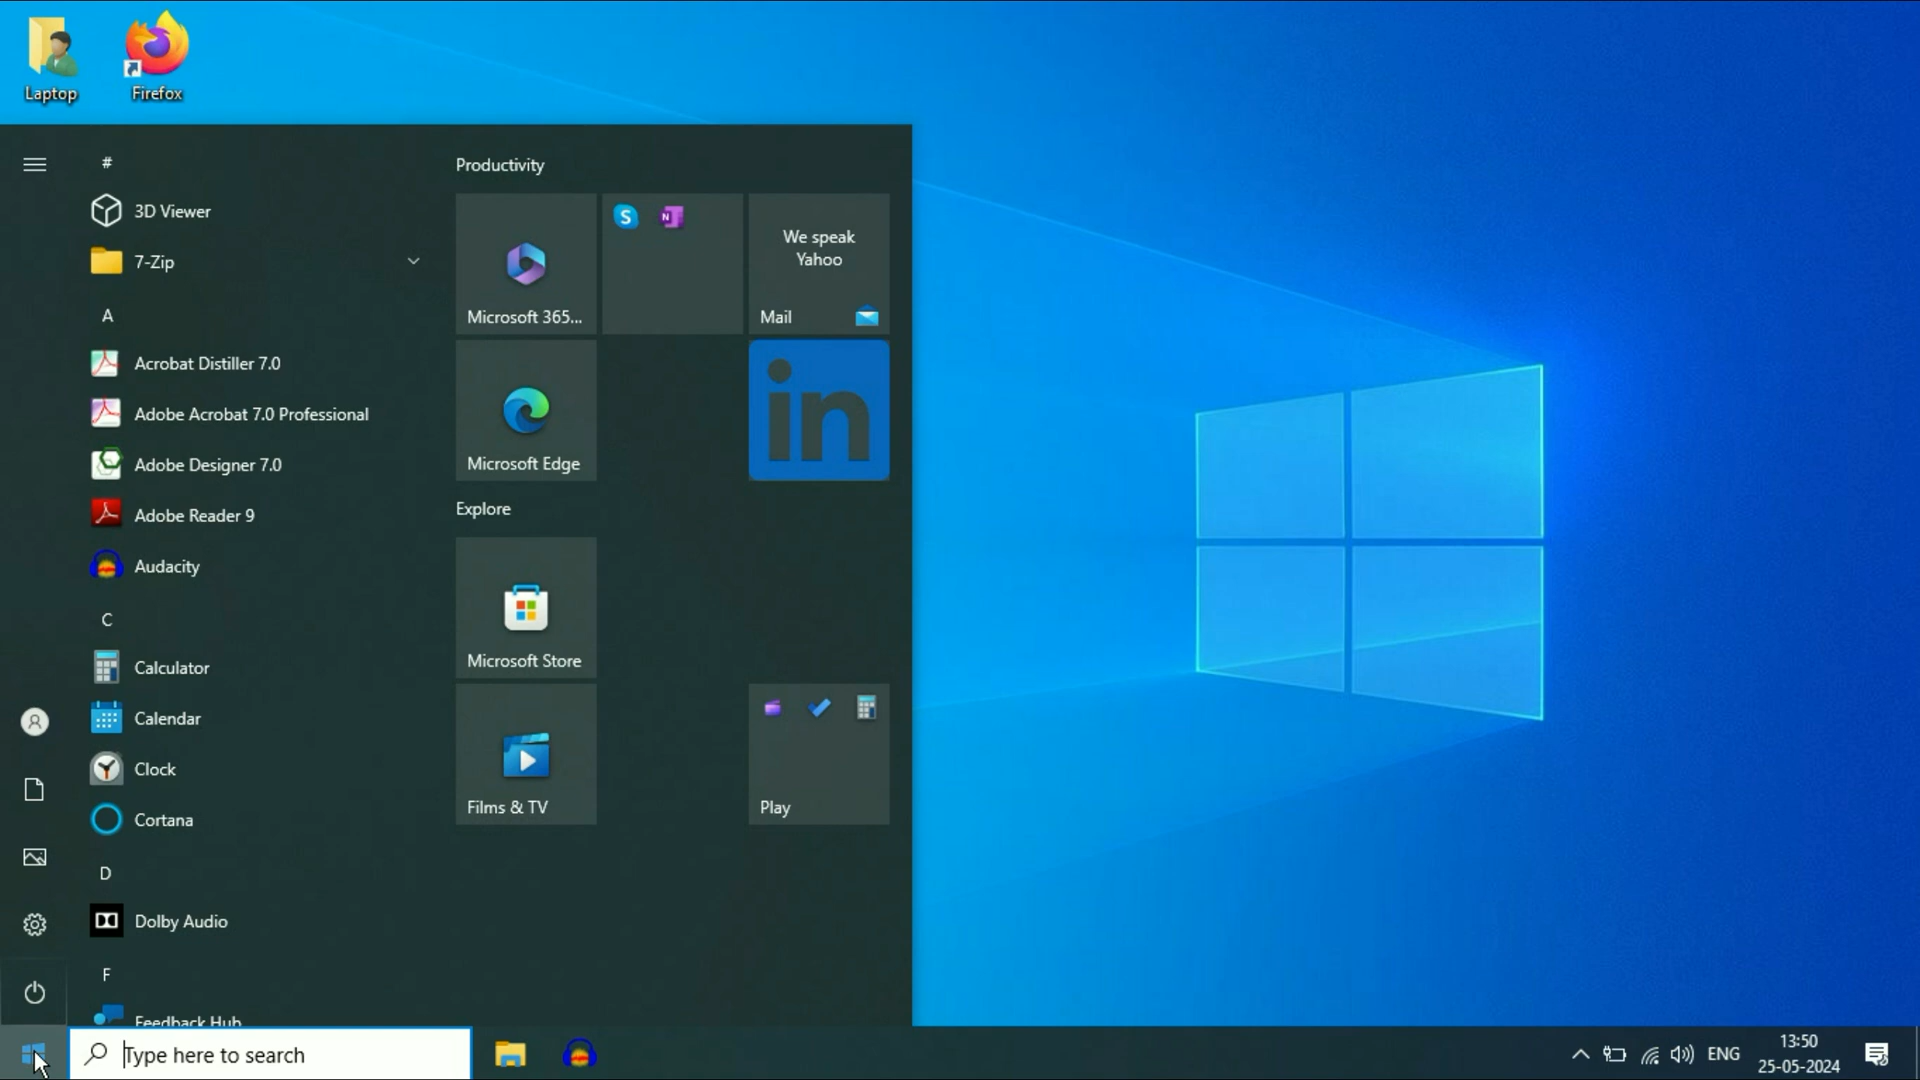 Laptop
Firefox
#
3D Viewer
7-Zip
A
Acrobat Distiller 7.0
Adobe Acrobat 7.0 Professional
Adobe Designer 7.0
Adobe Reader 9
Audacity
C
Calculator
Calendar
Clock
Cortana
D
Dolby Audio
F
Feedback Hub
Productivity
Microsoft 365...
S
N
We speak
Yahoo
Mail
Microsoft Edge
in
Explore
Microsoft Store
Films & TV
Play
Type here to search
ENG
13:50
25-05-2024